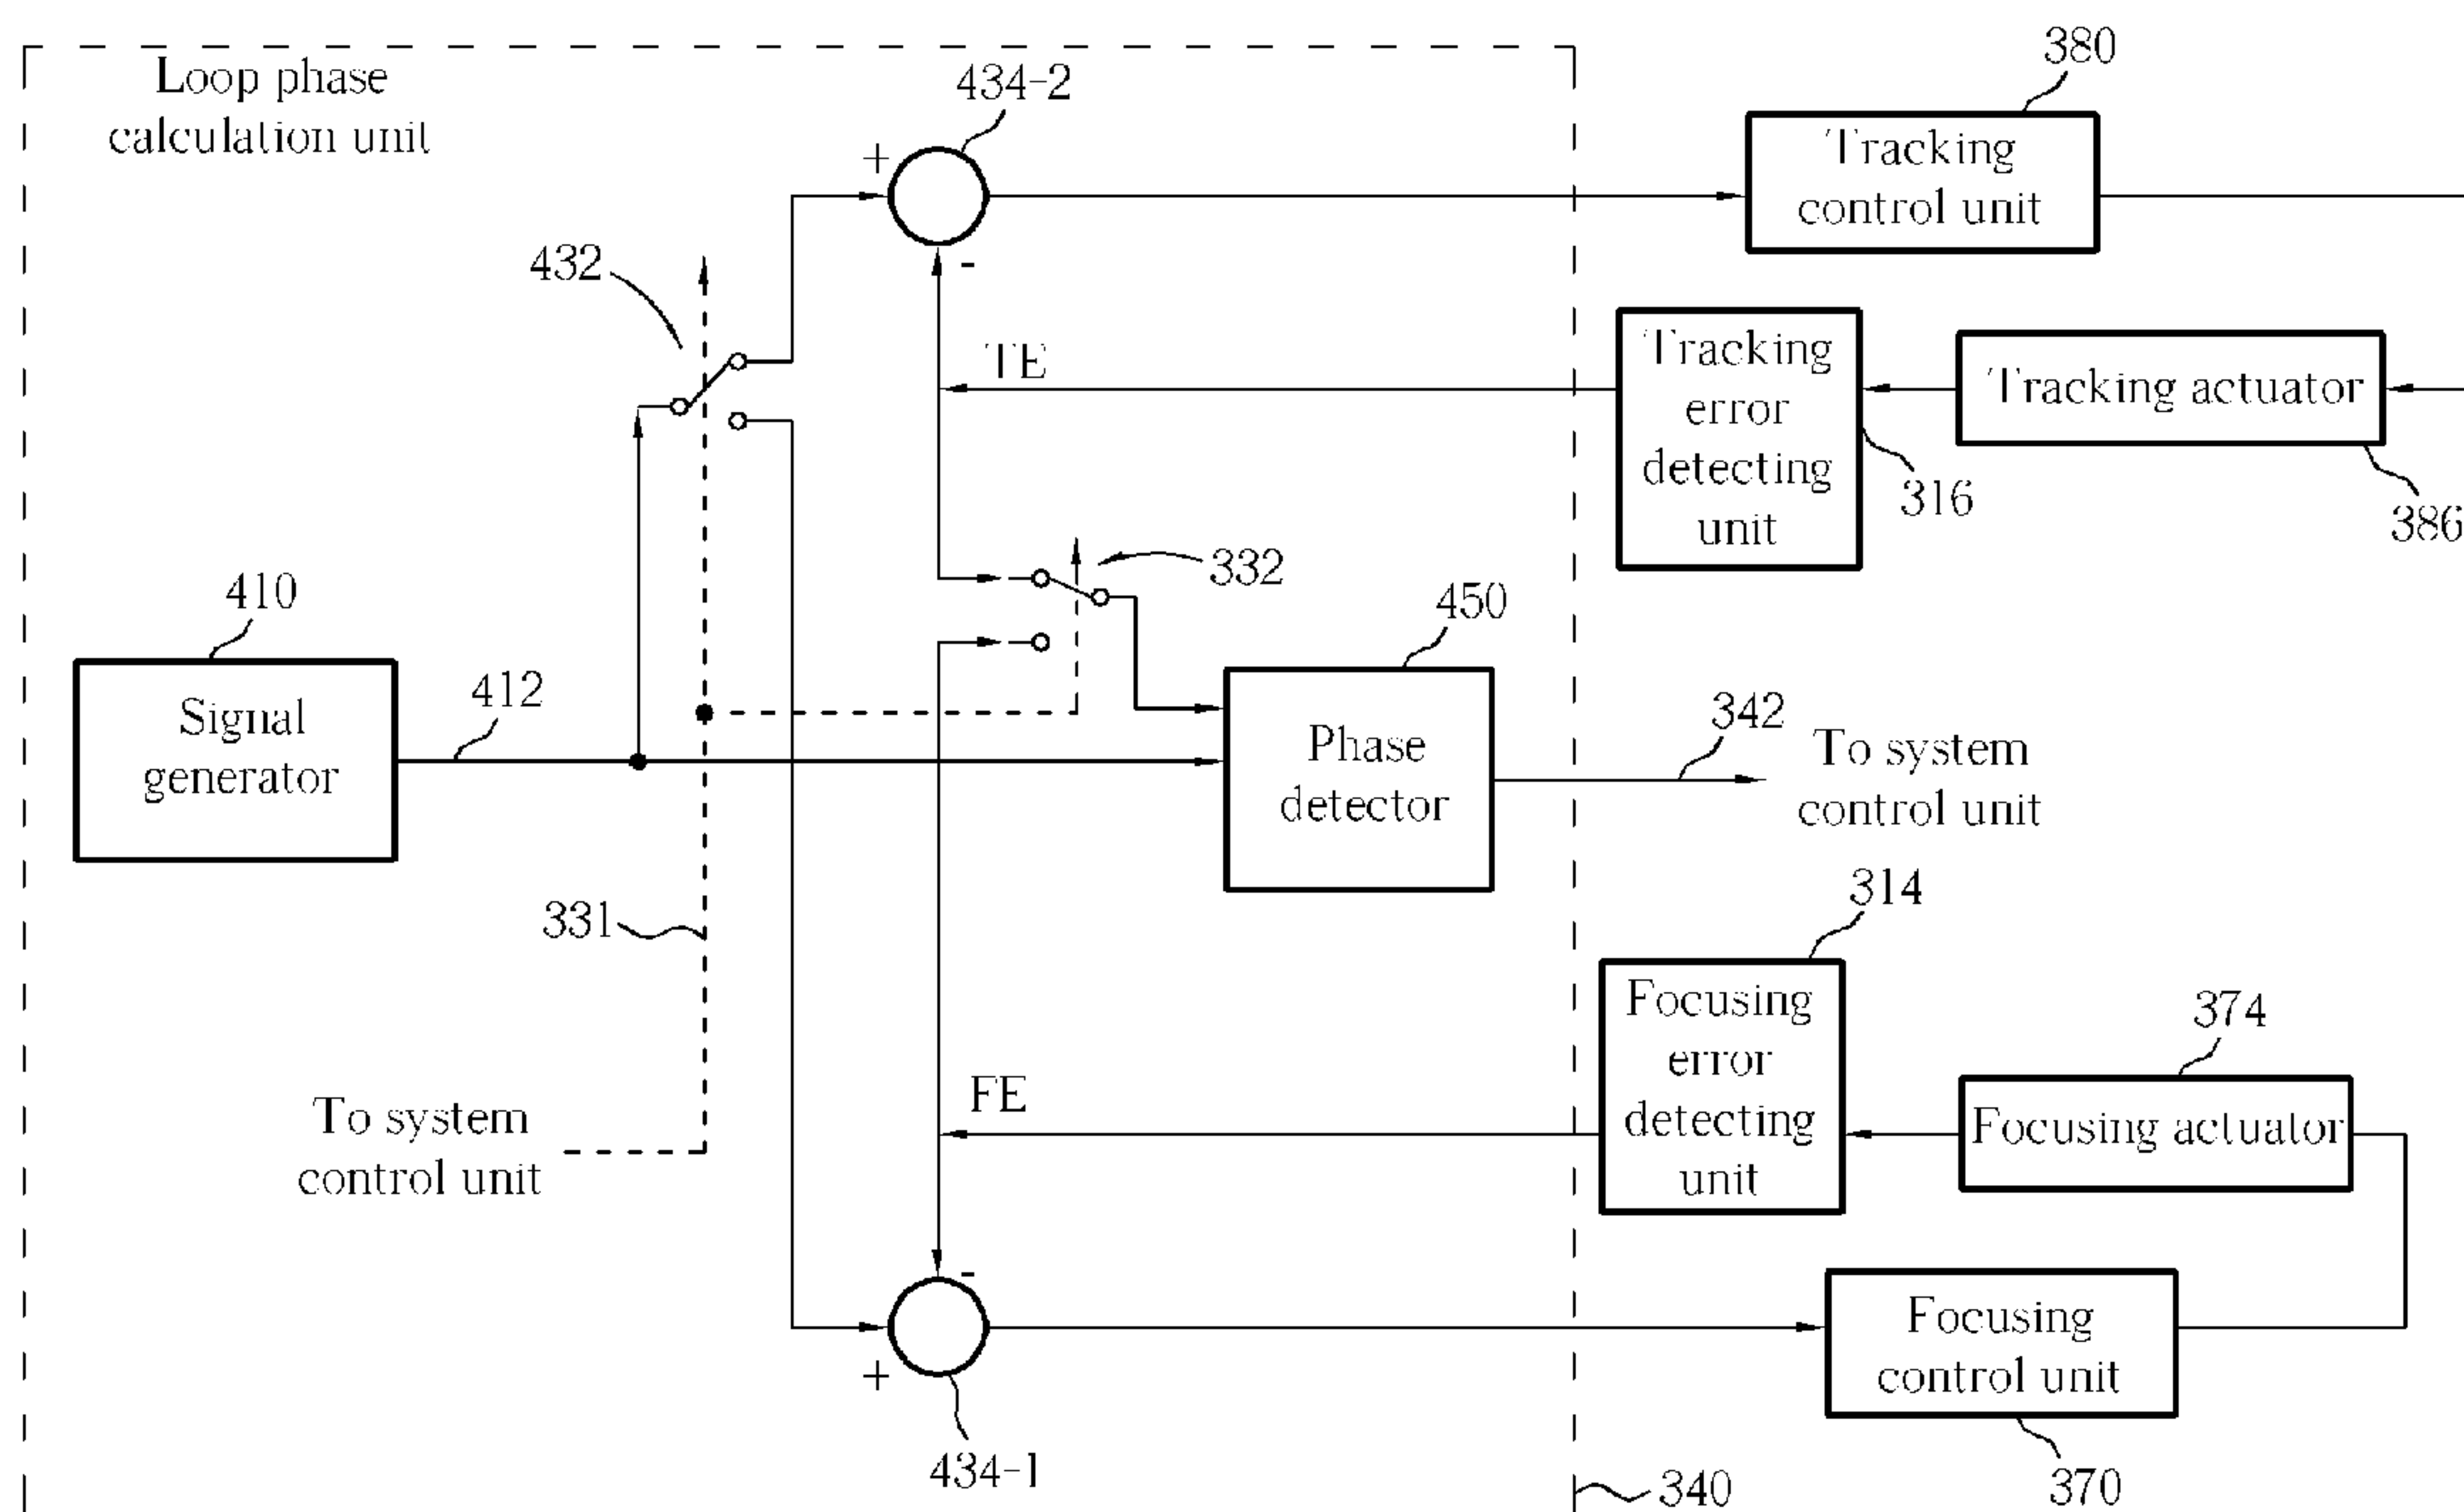 380
Loop phase
calculation unit
434-2
+
Tracking
control unit
-
432
TE
Tracking
error
detecting
unit
Tracking actuator
316
386
332
410
450
Signal
generator
412
Phase
detector
342
To system
control unit
331
314
Focusing
error
detecting
unit
374
Focusing actuator
FE
To system
control unit
-
+
Focusing
control unit
434-1
340
370